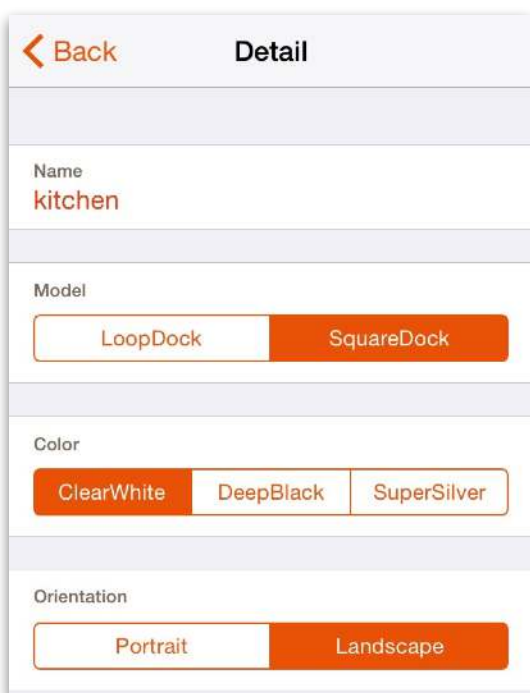 Back Detail
Name
kitchen
Model
LoopDock SquareDock
Color
ClearWhite DeepBlack SuperSilver
Orientation
Portrait Landscape